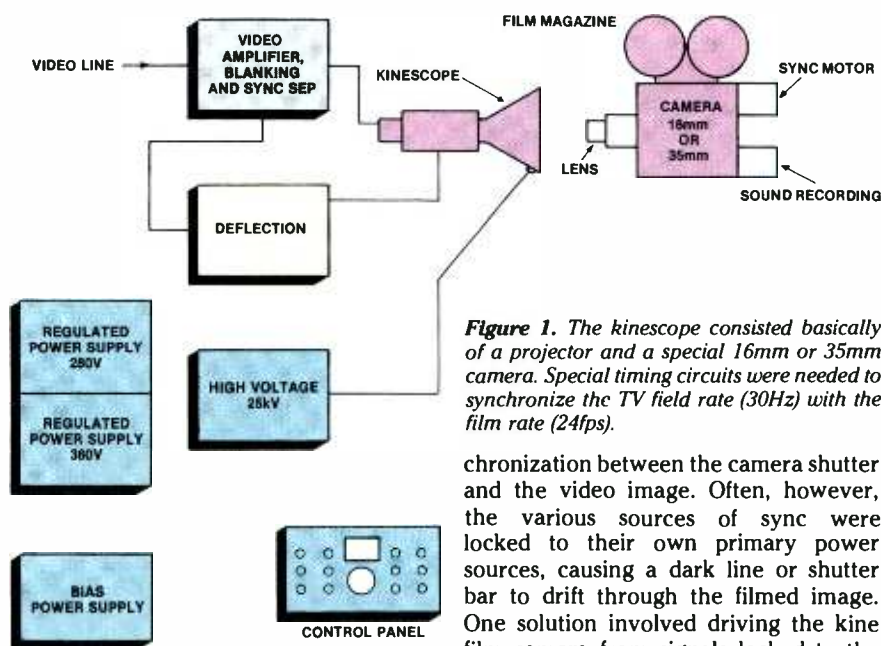 FILM MAGAZINE
VIDEO LINE
VIDEO
AMPLIFIER,
BLANKING
AND SYNC SEP
KINESCOPE
SYNC MOTOR
CAMERA
16mm
OR
35mm
LENS
SOUND RECORDING
DEFLECTION
REGULATED
POWER SUPPLY
280V
REGULATED
POWER SUPPLY
360V
HIGH VOLTAGE
25kV
BIAS
POWER SUPPLY
CONTROL PANEL
Figure 1. The kinescope consisted basically
of a projector and a special 16mm or 35mm
camera. Special timing circuits were needed to
synchronize the TV field rate (30Hz) with the
film rate (24fps).
chronization between the camera shutter
and the video image. Often, however,
the various sources of sync were
locked to their own primary power
sources, causing a dark line or shutter
bar to drift through the filmed image.
One solution involved driving the kine